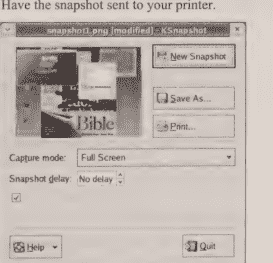 Have the snapshot sent to your printer.
snapshot1.png [modified] - KSnapshot
New Snapshot
Save As...
Print...
Bible
Capture mode: Full Screen
Snapshot delay: No delay
Help
Quit